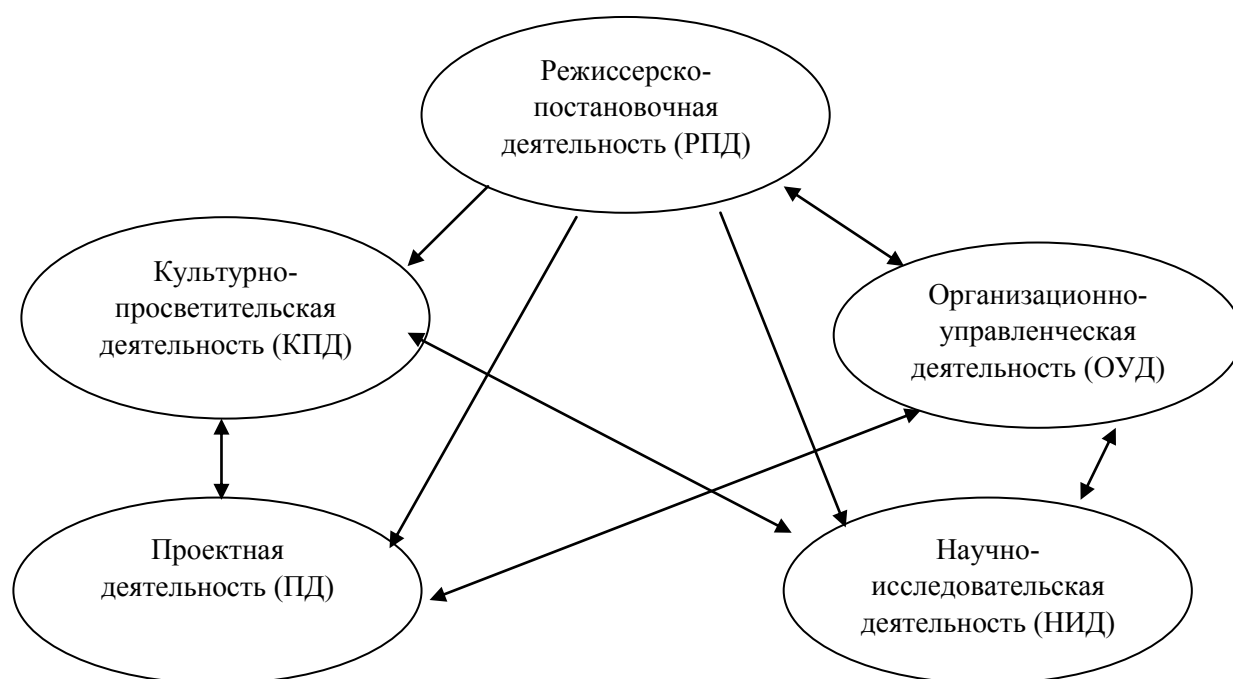 Режиссерско-
постановочная
деятельность (РПД)
Культурно-
просветительская
деятельность (КПД)
Организационно-
управленческая
деятельность (ОУД)
Проектная
деятельность (ПД)
Научно-
исследовательская
деятельность (НИД)